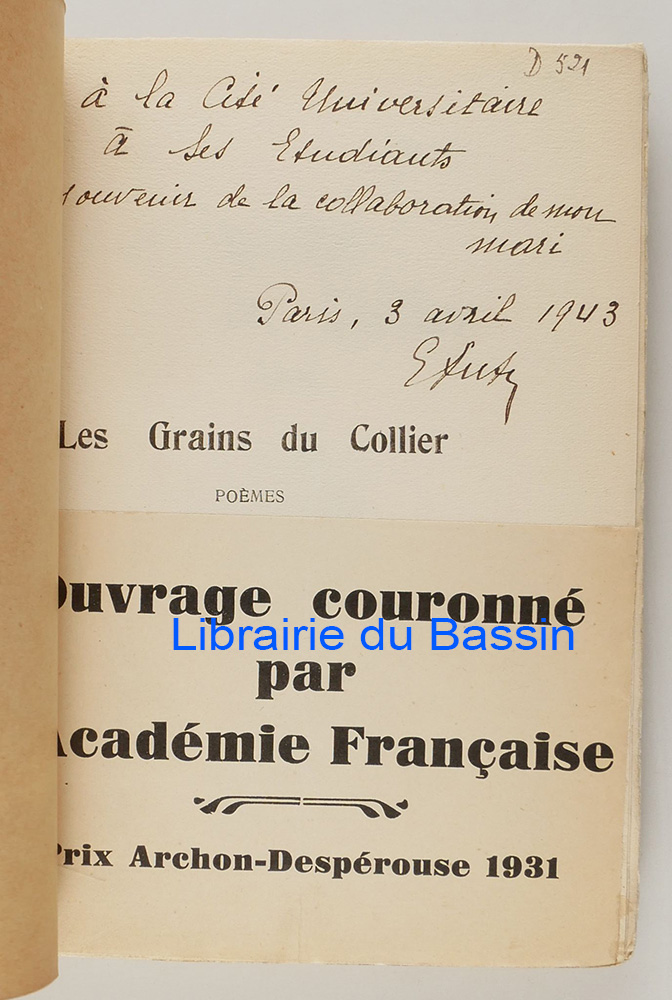 D 521
à la Cité Universitaire
à ses Etudiants
souvenir de la collaboration de mon
mari
Paris, 3 avril 1943
Les Grains du Collier
POÈMES
Ouvrage couronné
Librairie du Bassin
par
Académie Française
Prix Archon-Despérouse 1931